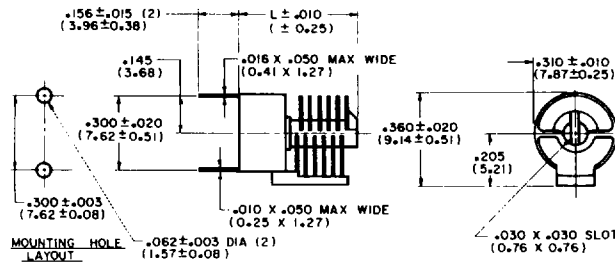 .156±.015 (2)
(3.96±0.38)
L±.010
(±0.25)
.145
(3.68)
.016 X .050 MAX WIDE
(0.41 X 1.27)
.310±.010
(7.87±0.25)
.300±.020
(7.62±0.51)
.360±.020
(9.14±0.51)
.205
(5.21)
.300±.003
(7.62±0.08)
.010 X .050 MAX WIDE
(0.25 X 1.27)
MOUNTING HOLE
LAYOUT
.062±.003 DIA (2)
(1.57±0.08)
.030 X .030 SLOT
(0.76 X 0.76)